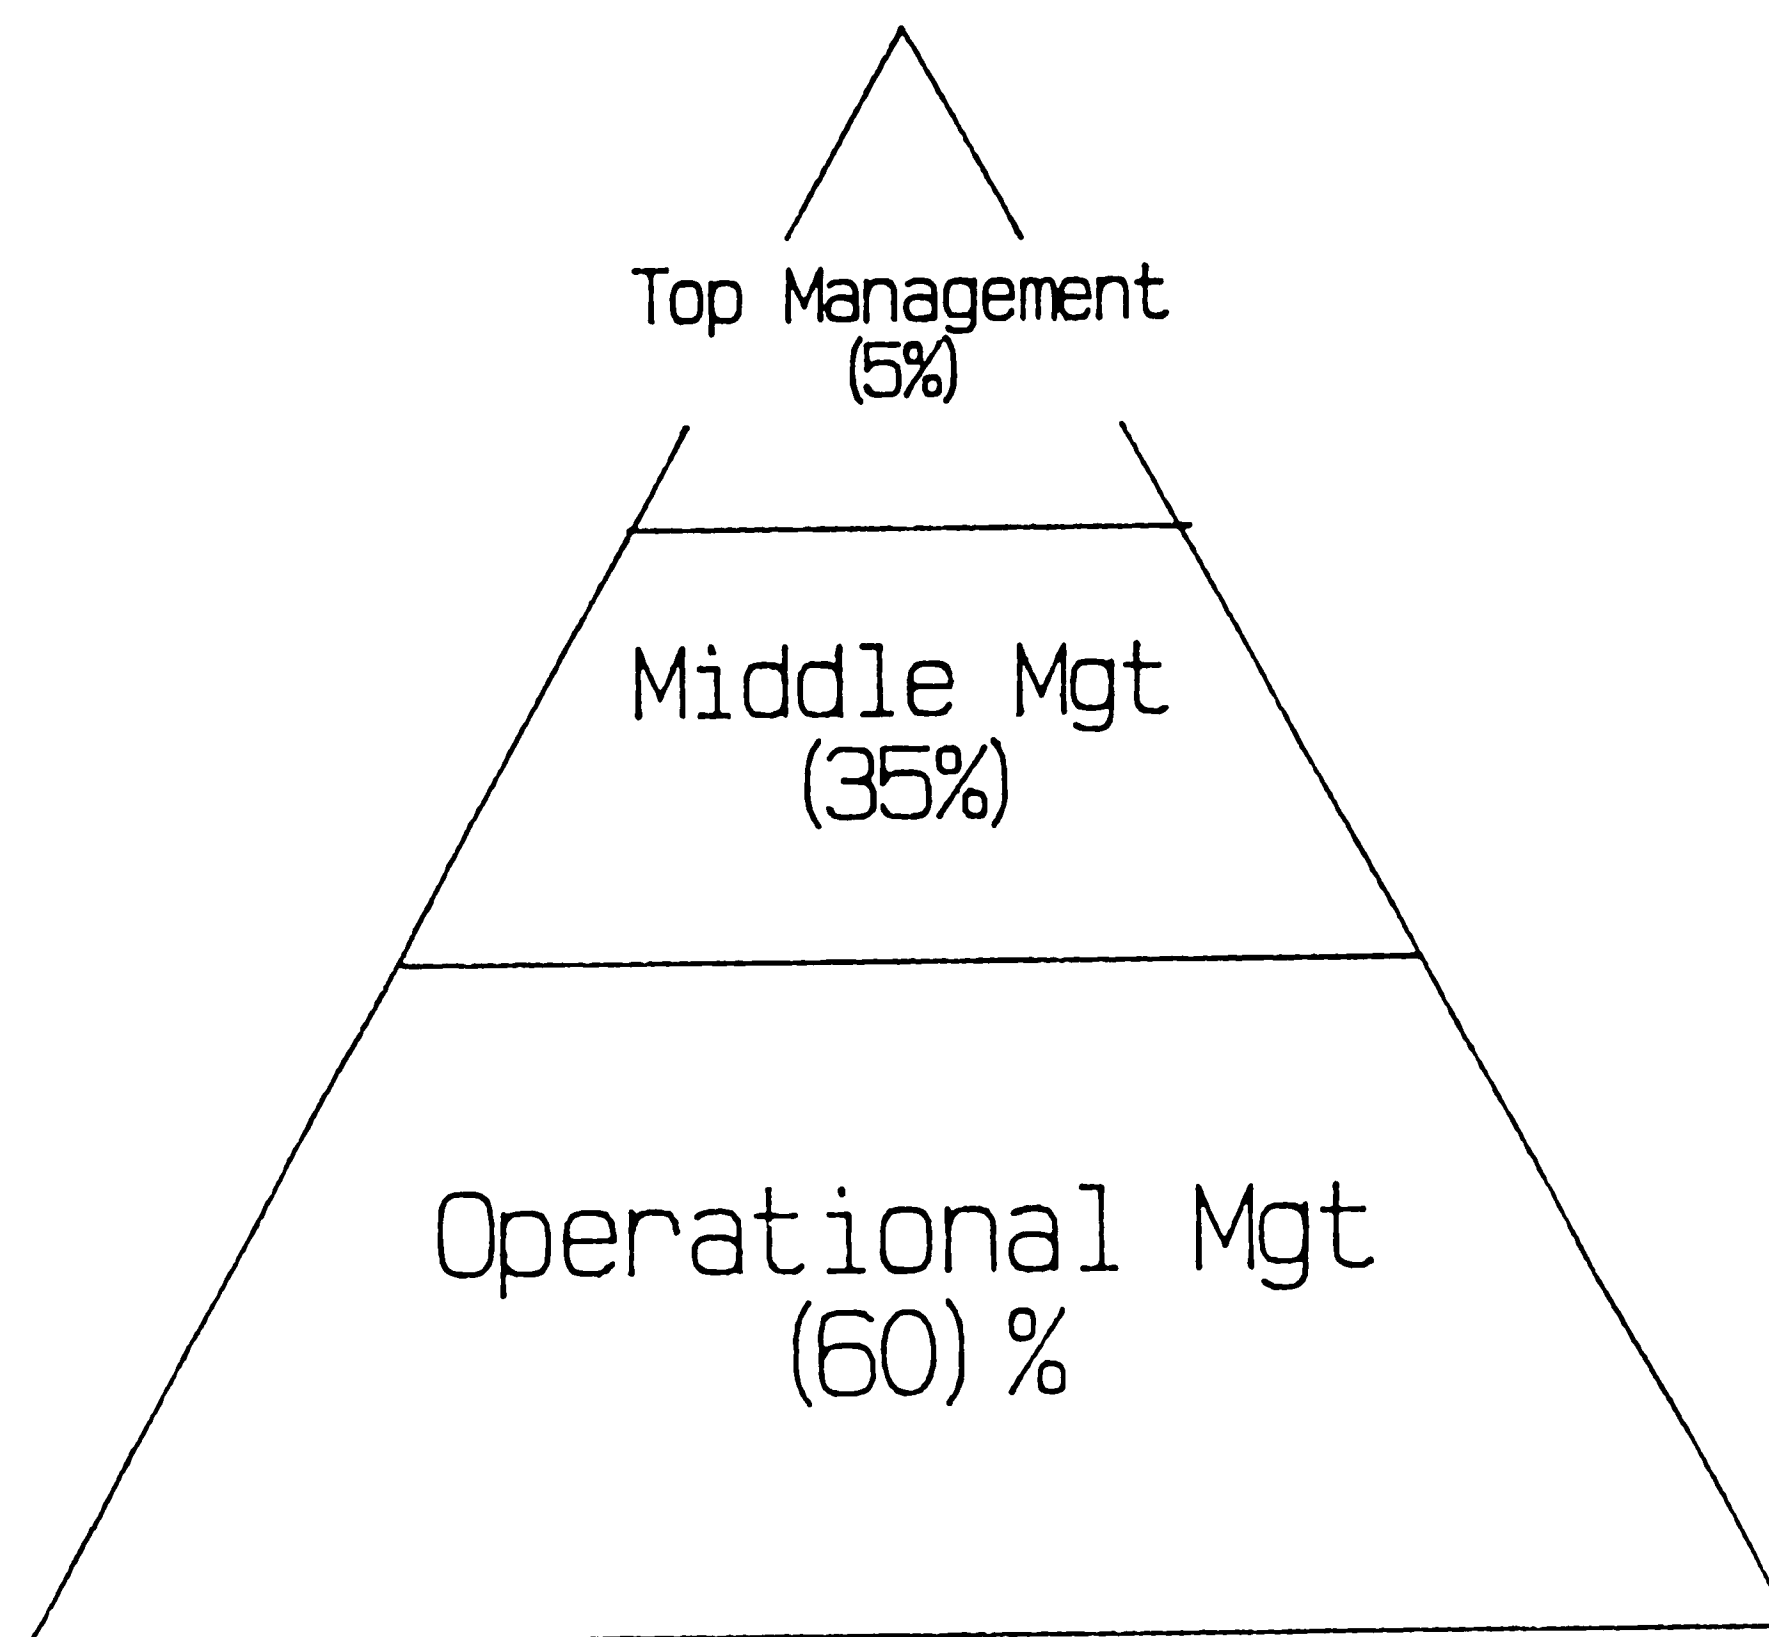 Top Management
(5%)
Middle Mgt
(35%)
Operational Mgt
(60) %